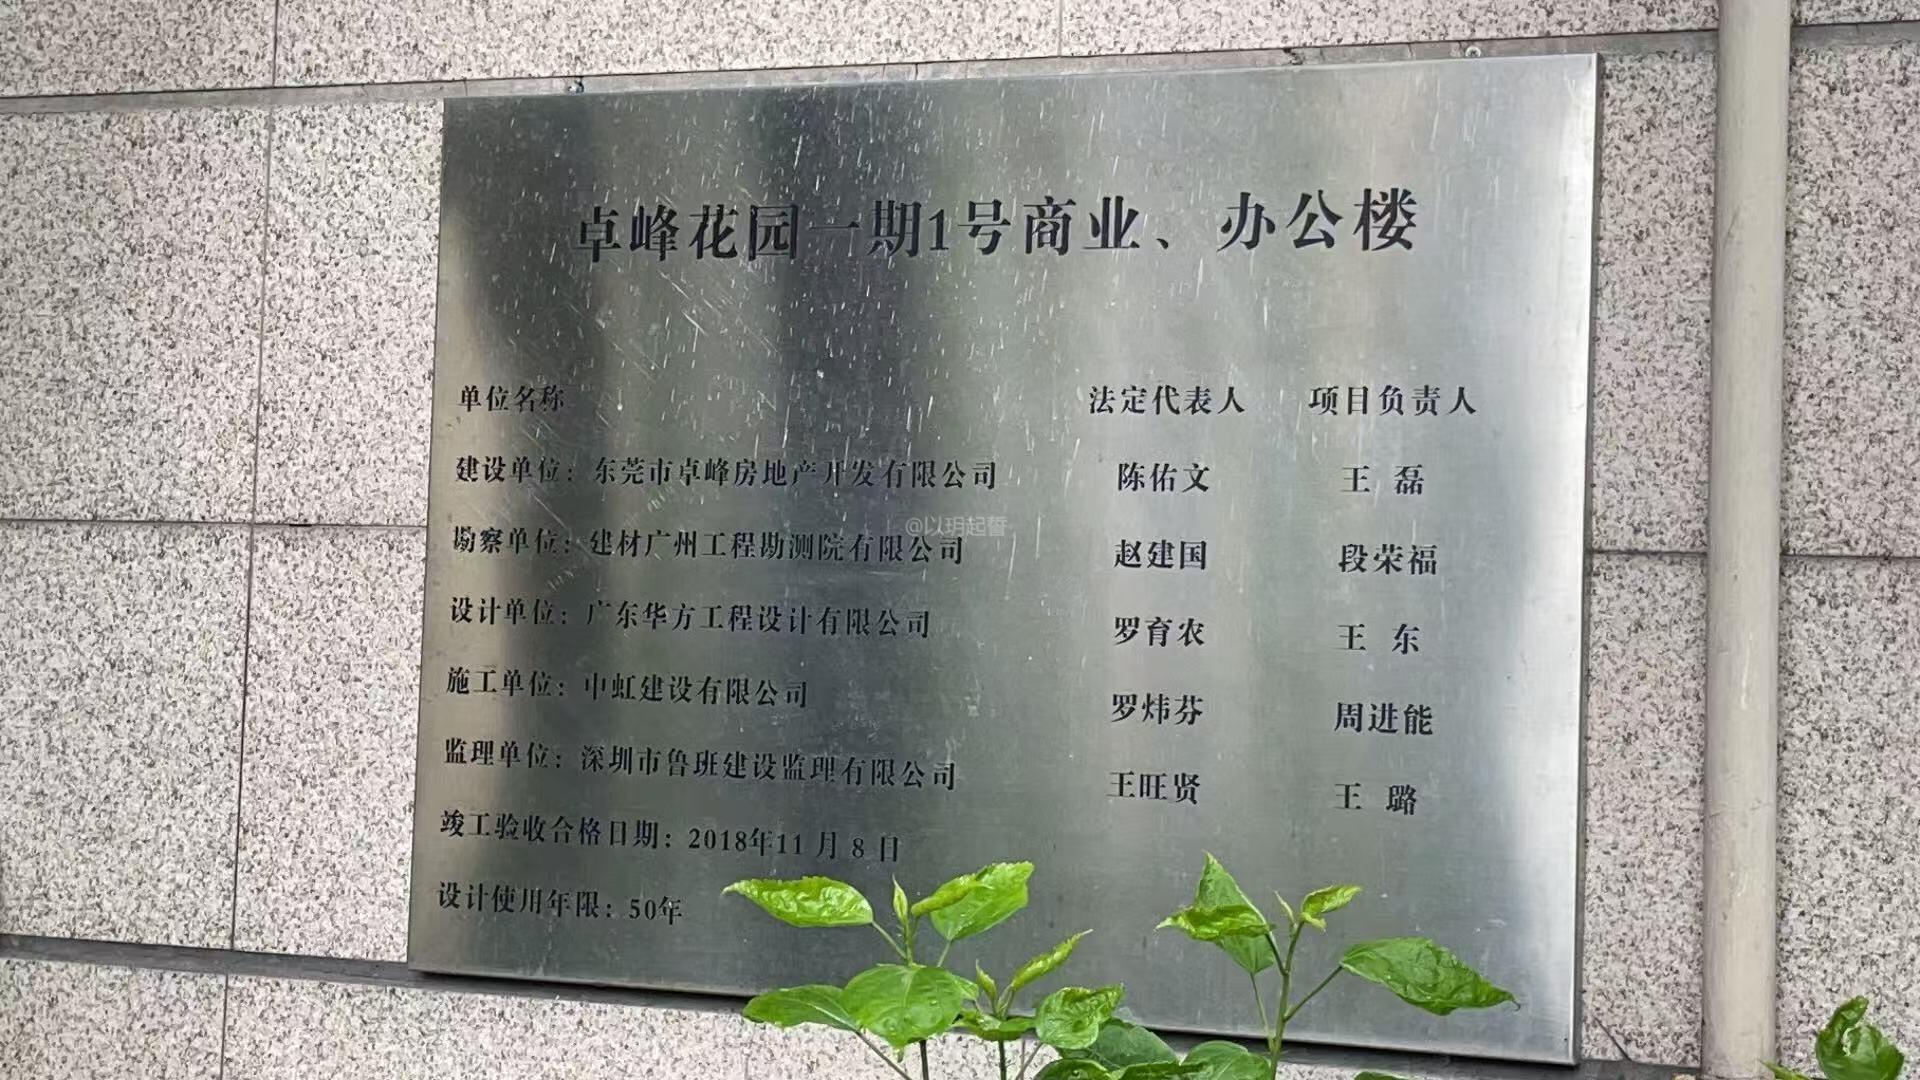 卓峰花园一期1号商业、办公楼
单位名称 法定代表人 项目负责人
建设单位：东莞市卓峰房地产开发有限公司 陈佑文 王 磊
勘察单位：建材广州工程勘测院有限公司 赵建国 段荣福
设计单位：广东华方工程设计有限公司 罗育农 王 东
施工单位：中虹建设有限公司 罗炜芬 周进能
监理单位：深圳市鲁班建设监理有限公司 王旺贤 王 璐
竣工验收合格日期：2018年11月8日
设计使用年限：50年
@以玥起誓